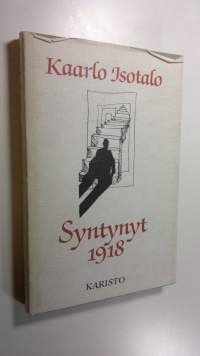 Kaarlo Isotalo
Syntynyt
1918
KARISTO